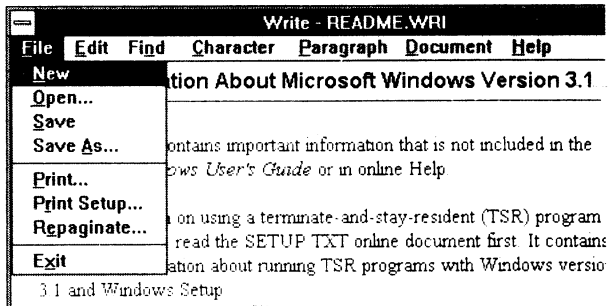 Write - README.WRI
File Edit Find Character Paragraph Document Help
New
Open...
Save
Save As...
Print...
Print Setup...
Repaginate...
Exit
tion About Microsoft Windows Version 3.1
ontains important information that is not included in the
ows User's Guide or in online Help
on using a terminate-and-stay-resident (TSR) program
read the SETUP TXT online document first. It contains
ation about running TSR programs with Windows versio
3.1 and Windows Setup